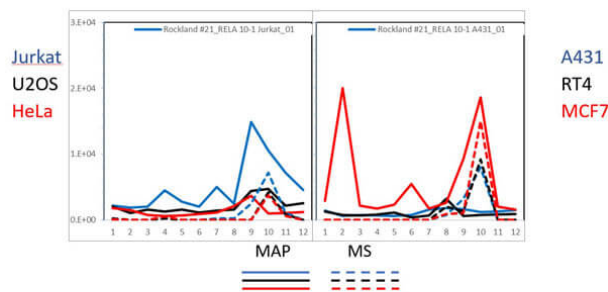 Rockland #21_RELA 10-1 Jurkat_01
Rockland #21_RELA 10-1 A431_01
3.E+04
2.E+04
1.E+04
0.E+00
Jurkat
U2OS
HeLa
A431
RT4
MCF7
1 2 3 4 5 6 7 8 9 10 11 12
1 2 3 4 5 6 7 8 9 10 11 12
MAP MS